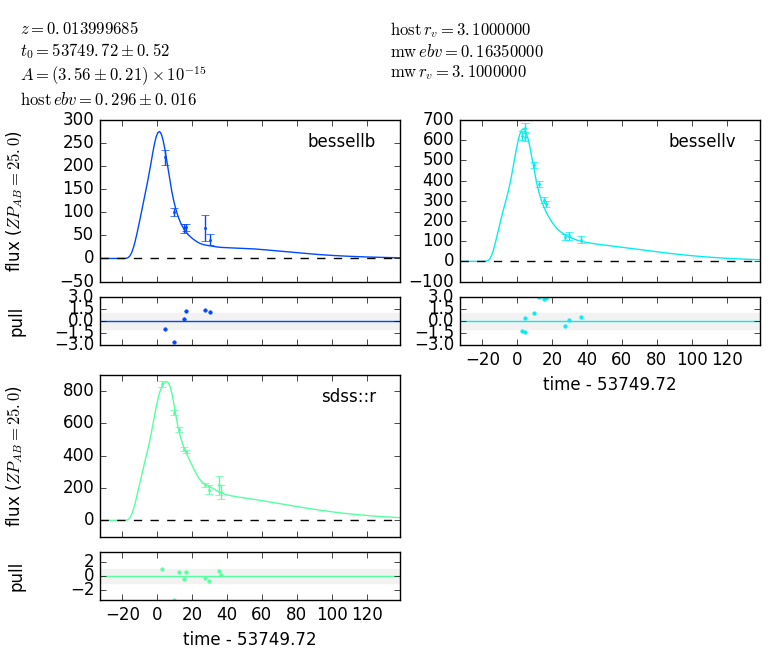 z = 0.013999685
t₀ = 53749.999 ± 0.52
A = (3.56 ± 0.21) × 10⁻¹⁵
host ebv = 0.296 ± 0.016
host r_v = 3.1000000
mw ebv = 0.16350000
mw r_v = 3.1000000
flux (ZP_AB = 25.0)
300
250
200
150
100
50
0
−50
bessellb
700
600
500
400
300
200
100
0
−100
bessellv
pull
3.0
1.5
0.0
−1.5
−3.0
3.0
1.5
0.0
−1.5
−3.0
−20 0 20 40 60 80 100 120
time - 53749.72
flux (ZP_AB = 25.0)
800
600
400
200
0
sdss::r
pull
2
0
−2
−20 0 20 40 60 80 100 120
time - 53749.72